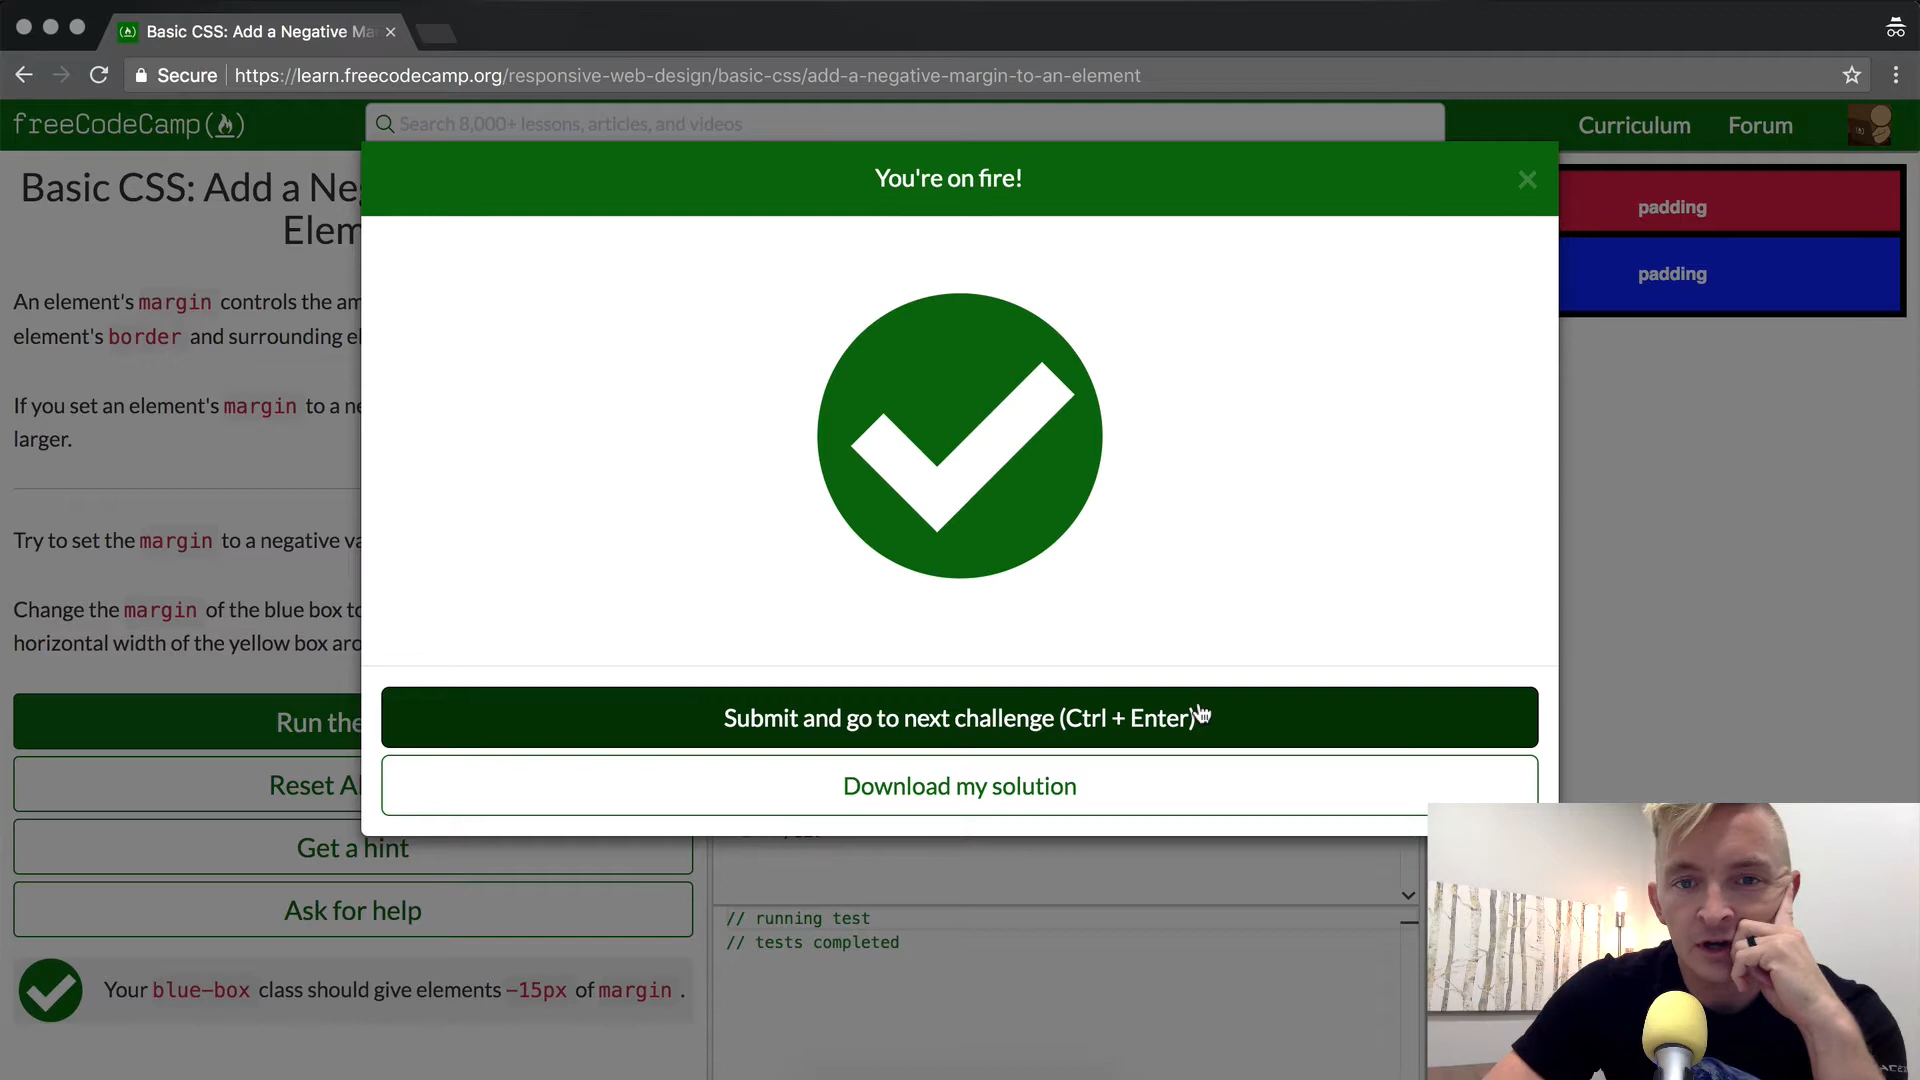 Basic CSS: Add a Negative Ma
Secure
https://learn.freecodecamp.org/responsive-web-design/basic-css/add-a-negative-margin-to-an-element
freeCodeCamp(🔥)
Search 8,000+ lessons, articles, and videos
Curriculum
Forum
Basic CSS: Add a Ne
Elem
An element's margin controls the am
element's border and surrounding el
If you set an element's margin to a ne
larger.
Try to set the margin to a negative va
Change the margin of the blue box to
horizontal width of the yellow box aro
Run the
Reset Al
Get a hint
Ask for help
Your blue-box class should give elements -15px of margin .
You're on fire!
×
Submit and go to next challenge (Ctrl + Enter)
Download my solution
// running test
// tests completed
padding
padding